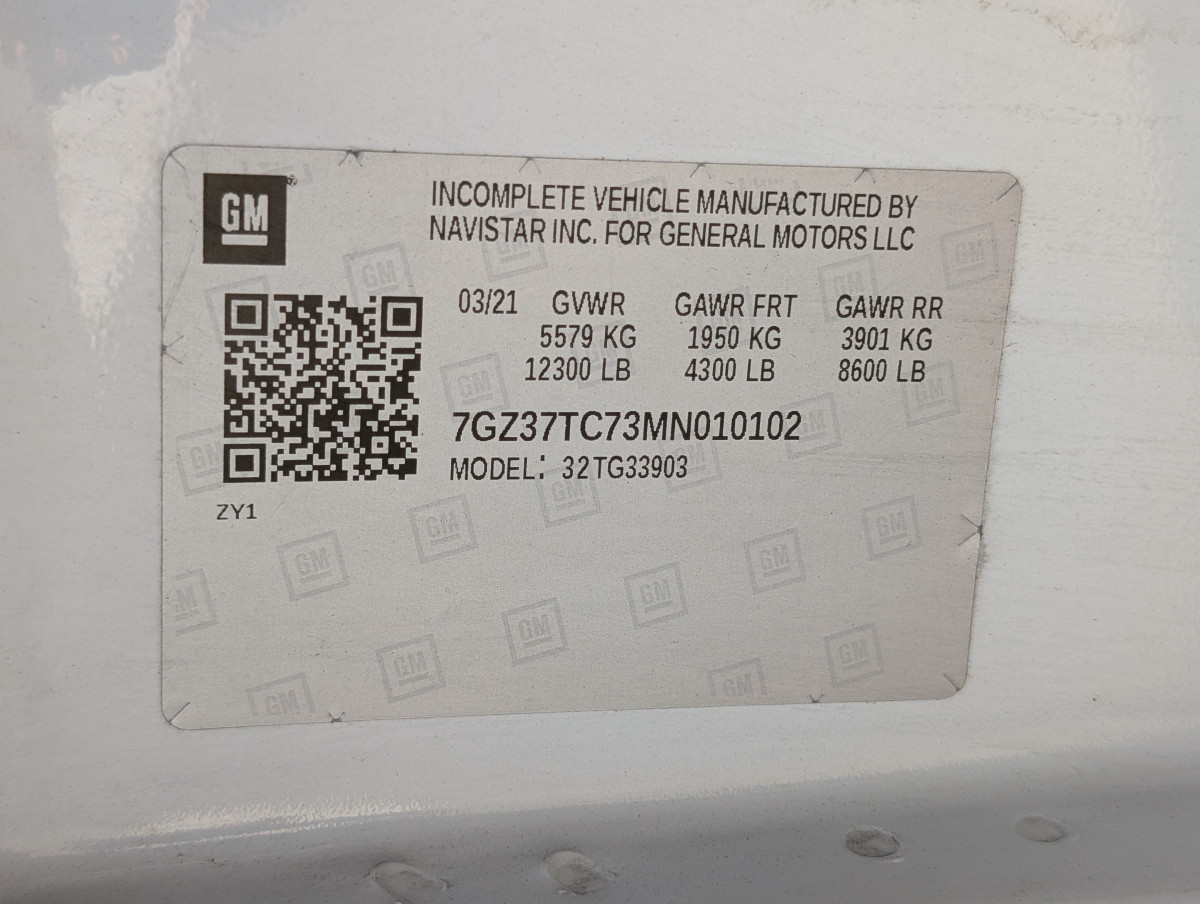 GM
INCOMPLETE VEHICLE MANUFACTURED BY
NAVISTAR INC. FOR GENERAL MOTORS LLC
03/21 GVWR GAWR FRT GAWR RR
5579 KG 1950 KG 3901 KG
12300 LB 4300 LB 8600 LB
7GZ37TC73MN010102
MODEL: 32TG33903
ZY1